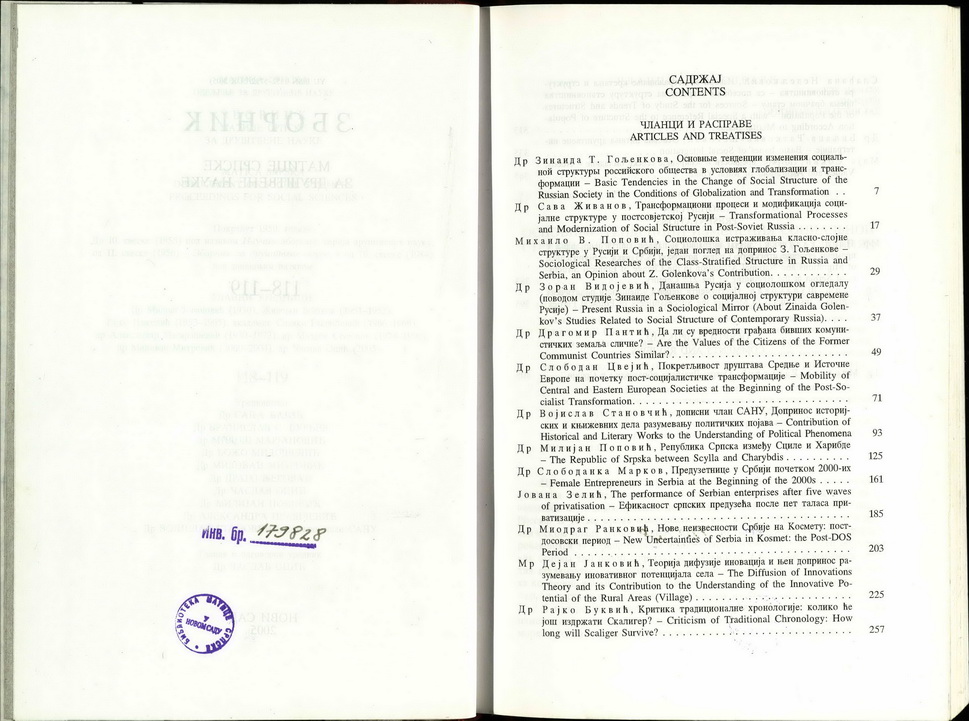 Инв. бр. 179828
БИБЛИОТЕКА МАТИЦЕ СРПСКЕ
У
НОВОМ САДУ
САДРЖАЈ
CONTENTS
ЧЛАНЦИ И РАСПРАВЕ
ARTICLES AND TREATISES
Др Зинаида Т. Гољенкова, Основные тенденции изменения социаль-
ной структуры российского общества в условиях глобализации и транс-
формации – Basic Tendencies in the Change of Social Structure of the
Russian Society in the Conditions of Globalization and Transformation . . 7
Др Сава Живанов, Трансформациони процеси и модификација соци-
јалне структуре у постсовјетској Русији – Transformational Processes
and Modernization of Social Structure in Post-Soviet Russia . . . . . . . . 17
Михаило В. Поповић, Социолошка истраживања класно-слојне
структуре у Русији и Србији, један поглед на допринос З. Гољенкове –
Sociological Researches of the Class-Stratified Structure in Russia and
Serbia, an Opinion about Z. Golenkova's Contribution. . . . . . . . . . . . 29
Др Зоран Видојевић, Данашња Русија у социолошком огледалу
(поводом студије Зинаиде Гољенкове о социјалној структури савремене
Русије) – Present Russia in a Sociological Mirror (About Zinaida Golen-
kov's Studies Related to Social Structure of Contemporary Russia). . . . 37
Др Драгомир Пантић, Да ли су вредности грађана бивших комуни-
стичких земаља сличне? – Are the Values of the Citizens of the Former
Communist Countries Similar? . . . . . . . . . . . . . . . . . . . . . . . . . . . 49
Др Слободан Цвејић, Покретљивост друштава Средње и Источне
Европе на почетку пост-социјалистичке трансформације – Mobility of
Central and Eastern European Societies at the Beginning of the Post-So-
cialist Transformation. . . . . . . . . . . . . . . . . . . . . . . . . . . . . . . . . . 71
Др Војислав Становчић, дописни члан САНУ, Допринос историј-
ских и књижевних дела разумевању политичких појава – Contribution of
Historical and Literary Works to the Understanding of Political Phenomena 93
Др Милијан Поповић, Република Српска између Сциле и Харибде
– The Republic of Srpska between Scylla and Charybdis . . . . . . . . . . 125
Др Слободанка Марков, Предузетнице у Србији почетком 2000-их
– Female Entrepreneurs in Serbia at the Beginning of the 2000s . . . . . 161
Јована Зелић, The performance of Serbian enterprises after five waves
of privatisation – Ефикасност српских предузећа после пет таласа при-
ватизације . . . . . . . . . . . . . . . . . . . . . . . . . . . . . . . . . . . . . . . . . 185
Др Миодраг Ранковић, Нове неизвесности Србије на Космету: пост-
досовски период – New Uncertainties of Serbia in Kosmet: the Post-DOS
Period . . . . . . . . . . . . . . . . . . . . . . . . . . . . . . . . . . . . . . . . . . . 203
Мр Дејан Јанковић, Теорија дифузије иновација и њен допринос ра-
зумевању иновативног потенцијала села – The Diffusion of Innovations
Theory and its Contribution to the Understanding of the Innovative Po-
tential of the Rural Areas (Village) . . . . . . . . . . . . . . . . . . . . . . . . 225
Др Рајко Буквић, Критика традиционалне хронологије: колико ће
још издржати Скалигер? – Criticism of Traditional Chronology: How
long will Scaliger Survive? . . . . . . . . . . . . . . . . . . . . . . . . . . . . . 257